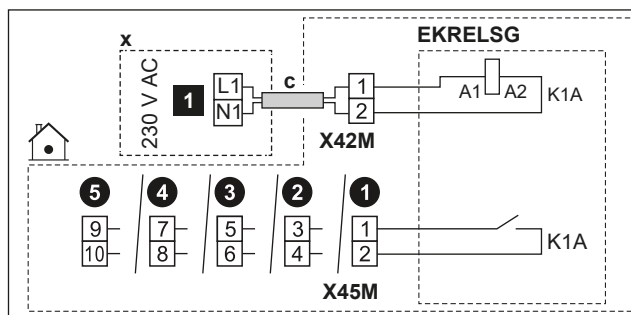 EKRELSG
x
230 V AC
1
L1
N1
c
1
2
X42M
A1 A2
K1A
5 4 3 2 1
9 7 5 3 1
10 8 6 4 2
K1A
X45M